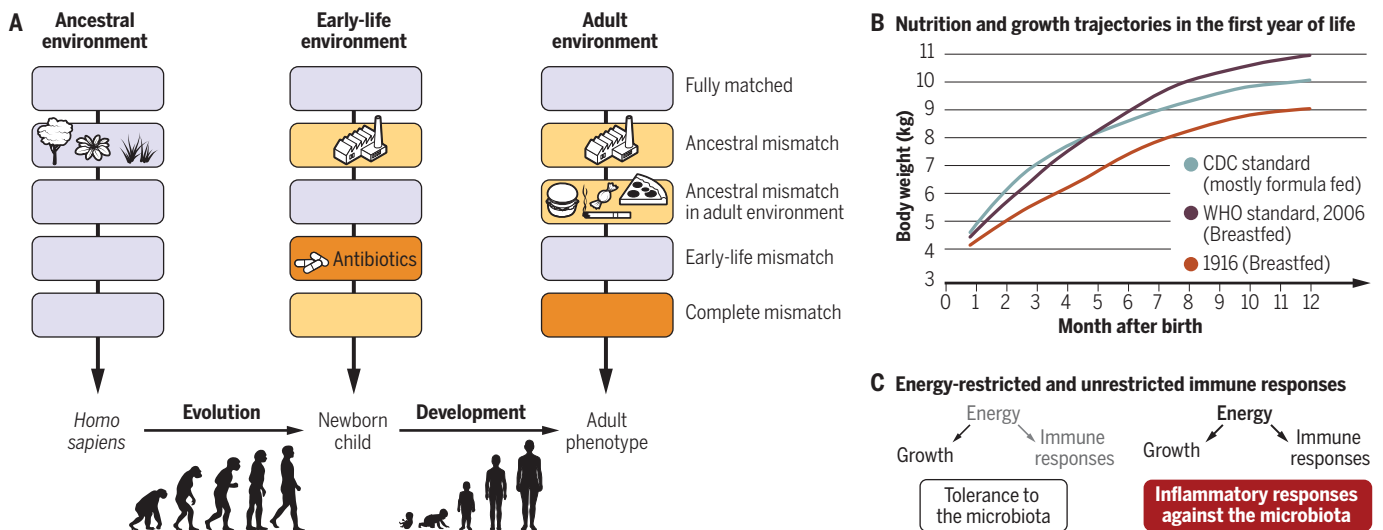 A
Ancestral
environment
Early-life
environment
Adult
environment
Fully matched
Ancestral mismatch
Ancestral mismatch
in adult environment
Antibiotics
Early-life mismatch
Complete mismatch
Homo
sapiens
Evolution
Newborn
child
Development
Adult
phenotype
B Nutrition and growth trajectories in the first year of life
Body weight (kg)
11
10
9
8
7
6
5
4
3
CDC standard
(mostly formula fed)
WHO standard, 2006
(Breastfed)
1916 (Breastfed)
0 1 2 3 4 5 6 7 8 9 10 11 12
Month after birth
C Energy-restricted and unrestricted immune responses
Energy
Growth
Immune
responses
Tolerance to
the microbiota
Energy
Growth
Immune
responses
Inflammatory responses
against the microbiota